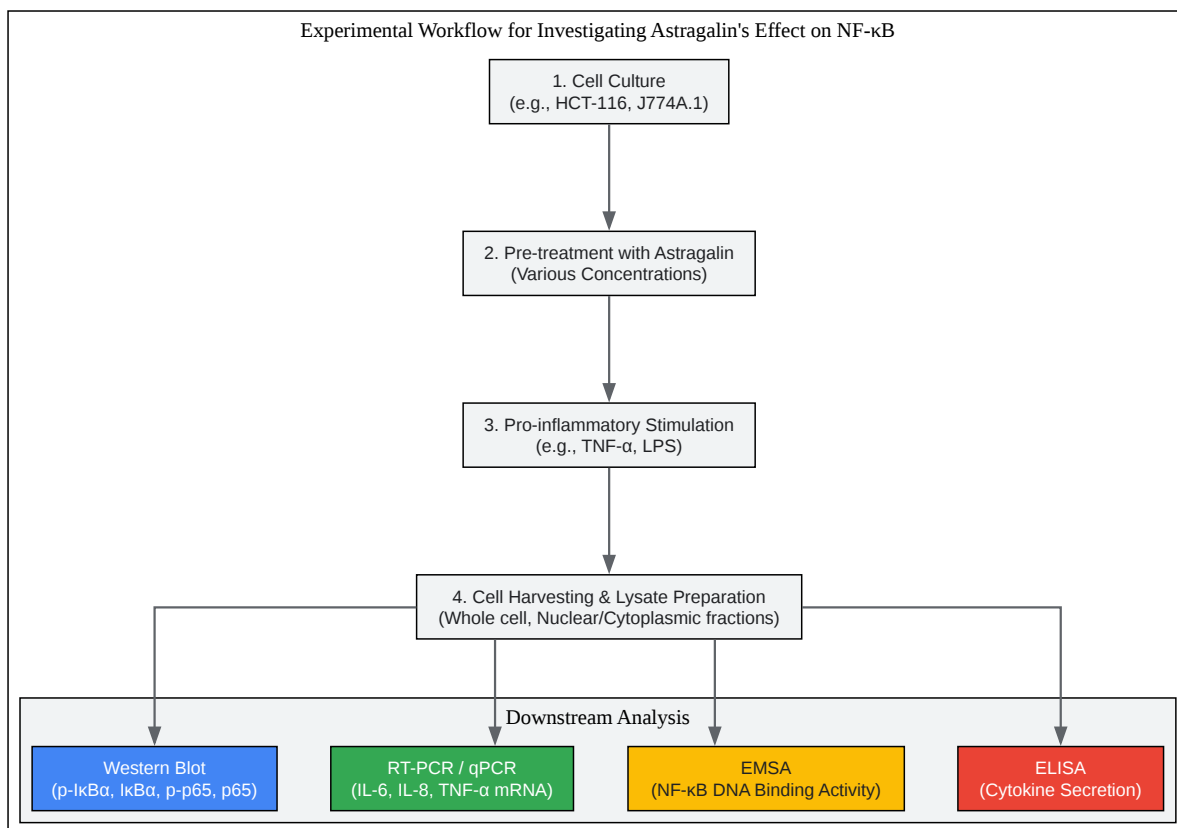 Experimental Workflow for Investigating Astragalin's Effect on NF-κB
1. Cell Culture
(e.g., HCT-116, J774A.1)
2. Pre-treatment with Astragalin
(Various Concentrations)
3. Pro-inflammatory Stimulation
(e.g., TNF-α, LPS)
4. Cell Harvesting & Lysate Preparation
(Whole cell, Nuclear/Cytoplasmic fractions)
Downstream Analysis
Western Blot
(p-IκBα, IκBα, p-p65, p65)
RT-PCR / qPCR
(IL-6, IL-8, TNF-α mRNA)
EMSA
(NF-κB DNA Binding Activity)
ELISA
(Cytokine Secretion)